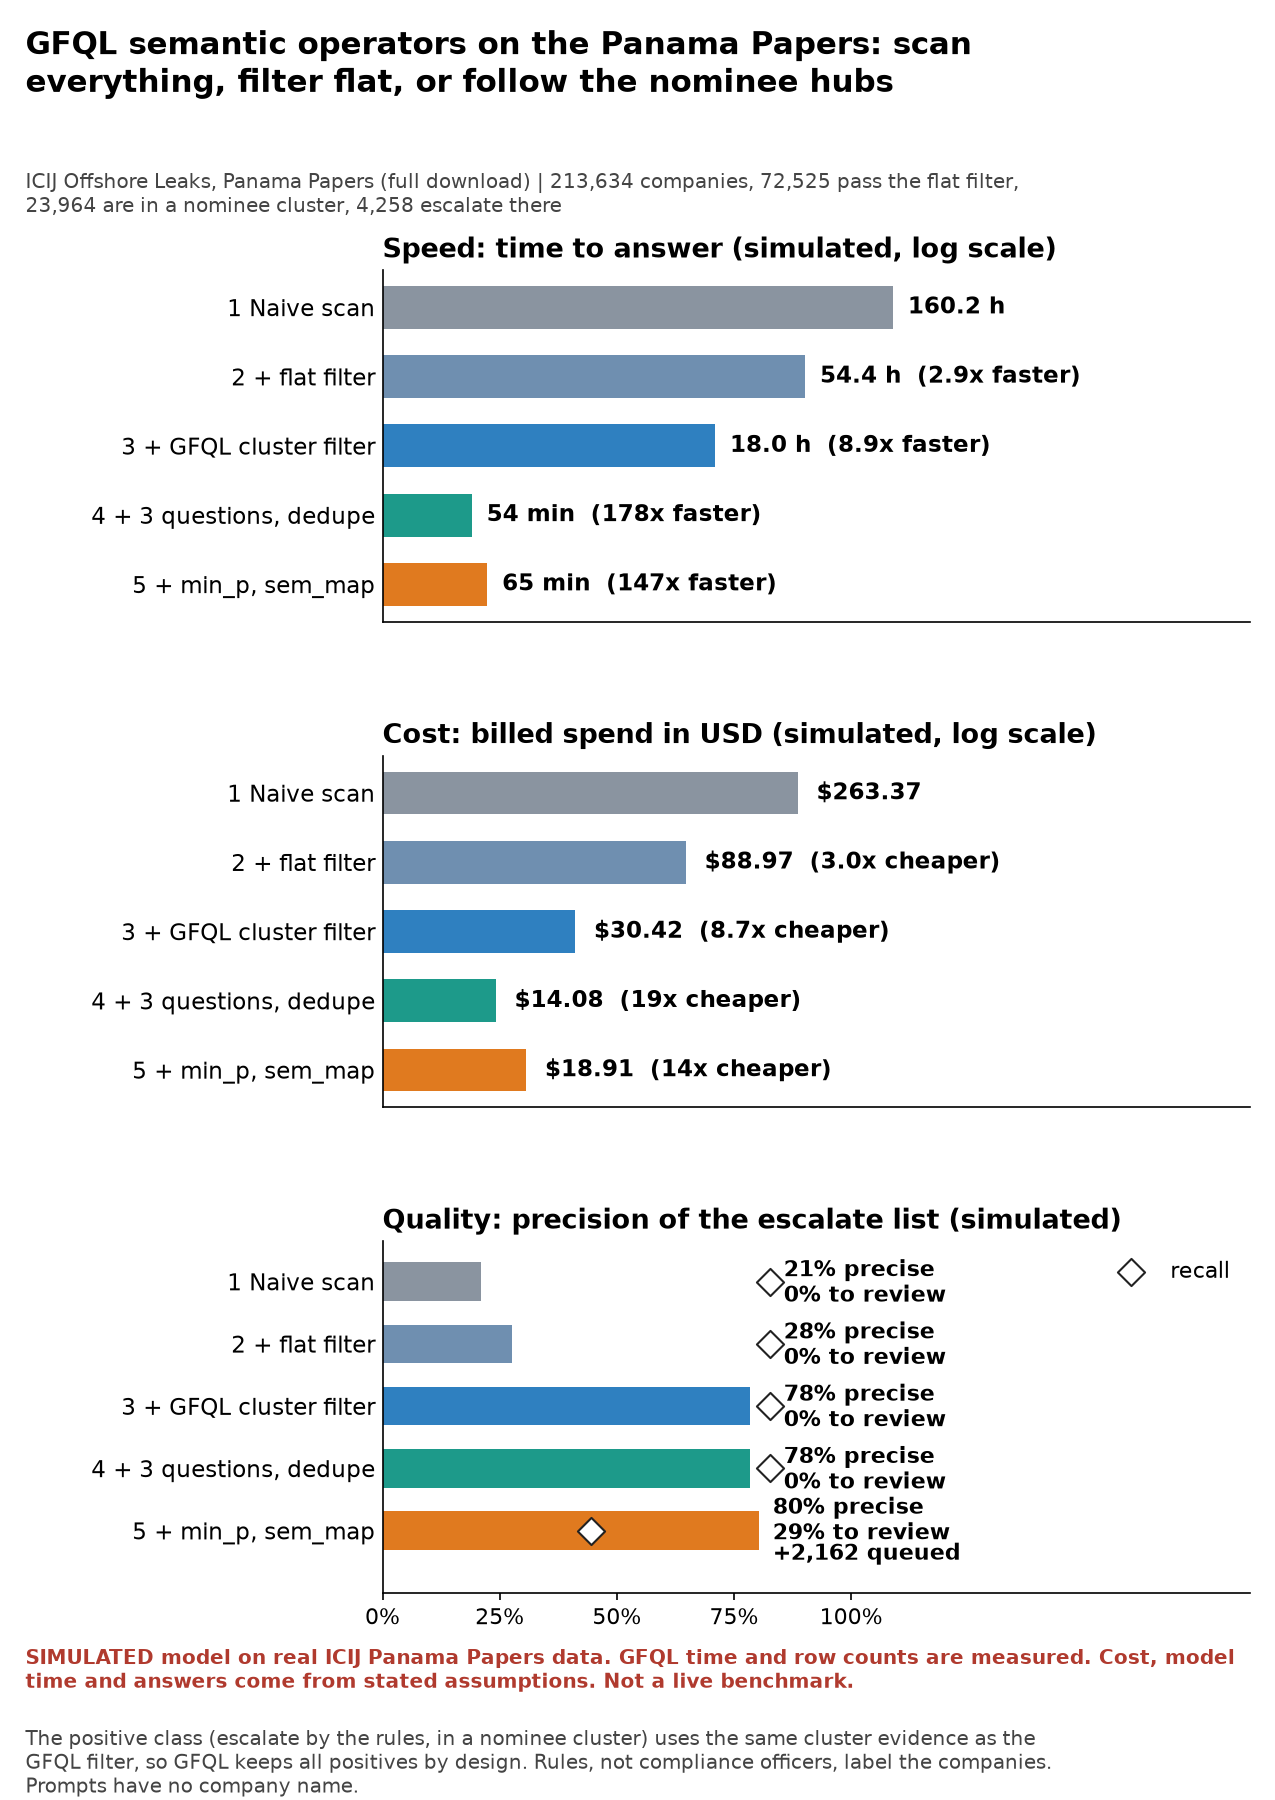 GFQL semantic operators on the Panama Papers: scan
everything, filter flat, or follow the nominee hubs
ICIJ Offshore Leaks, Panama Papers (full download) | 213,634 companies, 72,525 pass the flat filter,
23,964 are in a nominee cluster, 4,258 escalate there
Speed: time to answer (simulated, log scale)
1 Naive scan
160.2 h
2 + flat filter
54.4 h (2.9x faster)
3 + GFQL cluster filter
18.0 h (8.9x faster)
4 + 3 questions, dedupe
54 min (178x faster)
5 + min_p, sem_map
65 min (147x faster)
Cost: billed spend in USD (simulated, log scale)
1 Naive scan
$263.37
2 + flat filter
$88.97 (3.0x cheaper)
3 + GFQL cluster filter
$30.42 (8.7x cheaper)
4 + 3 questions, dedupe
$14.08 (19x cheaper)
5 + min_p, sem_map
$18.91 (14x cheaper)
Quality: precision of the escalate list (simulated)
recall
1 Naive scan
21% precise
0% to review
2 + flat filter
28% precise
0% to review
3 + GFQL cluster filter
78% precise
0% to review
4 + 3 questions, dedupe
78% precise
0% to review
5 + min_p, sem_map
80% precise
29% to review
+2,162 queued
0% 25% 50% 75% 100%
SIMULATED model on real ICIJ Panama Papers data. GFQL time and row counts are measured. Cost, model
time and answers come from stated assumptions. Not a live benchmark.
The positive class (escalate by the rules, in a nominee cluster) uses the same cluster evidence as the
GFQL filter, so GFQL keeps all positives by design. Rules, not compliance officers, label the companies.
Prompts have no company name.